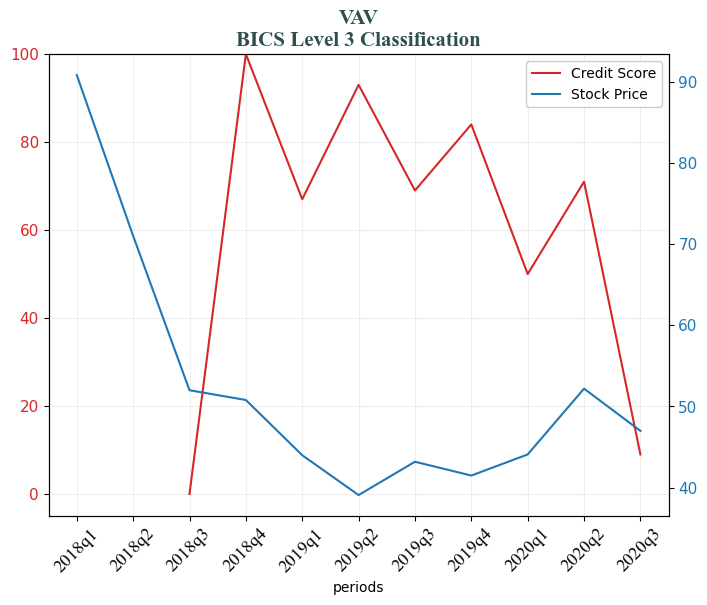 VAV
BICS Level 3 Classification
Credit Score
Stock Price
100
80
60
40
20
0
90
80
70
60
50
40
2018q1
2018q2
2018q3
2018q4
2019q1
2019q2
2019q3
2019q4
2020q1
2020q2
2020q3
periods